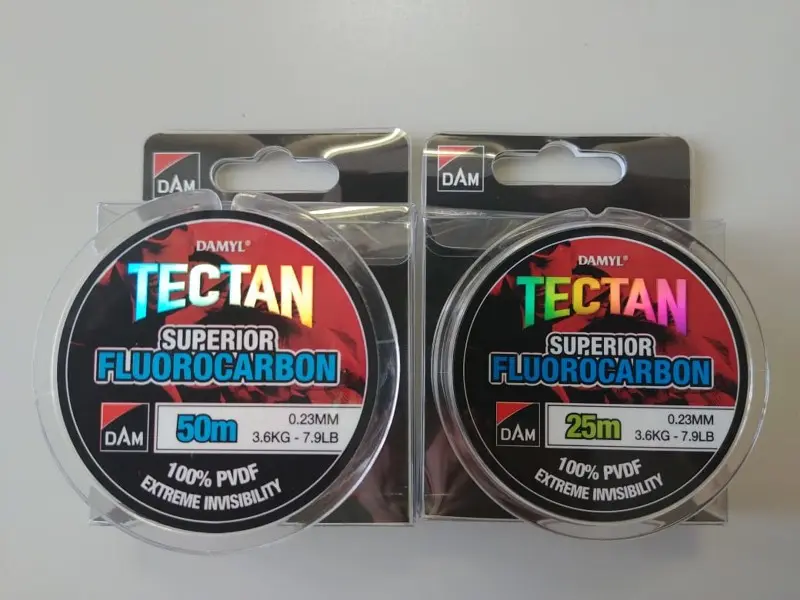 DAM
DAMYL®
TECTAN
SUPERIOR
FLUOROCARBON
DAM
50m
0.23MM
3.6KG - 7.9LB
100% PVDF
EXTREME INVISIBILITY
DAM
DAMYL®
TECTAN
SUPERIOR
FLUOROCARBON
DAM
25m
0.23MM
3.6KG - 7.9LB
100% PVDF
EXTREME INVISIBILITY